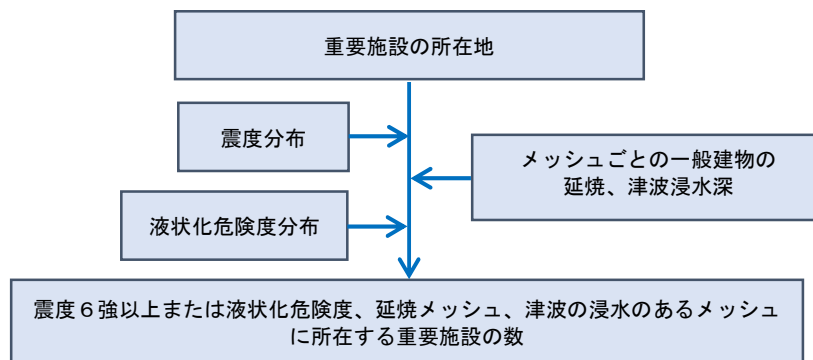 重要施設の所在地
震度分布
メッシュごとの一般建物の
延焼、津波浸水深
液状化危険度分布
震度６強以上または液状化危険度、延焼メッシュ、津波の浸水のあるメッシュ
に所在する重要施設の数